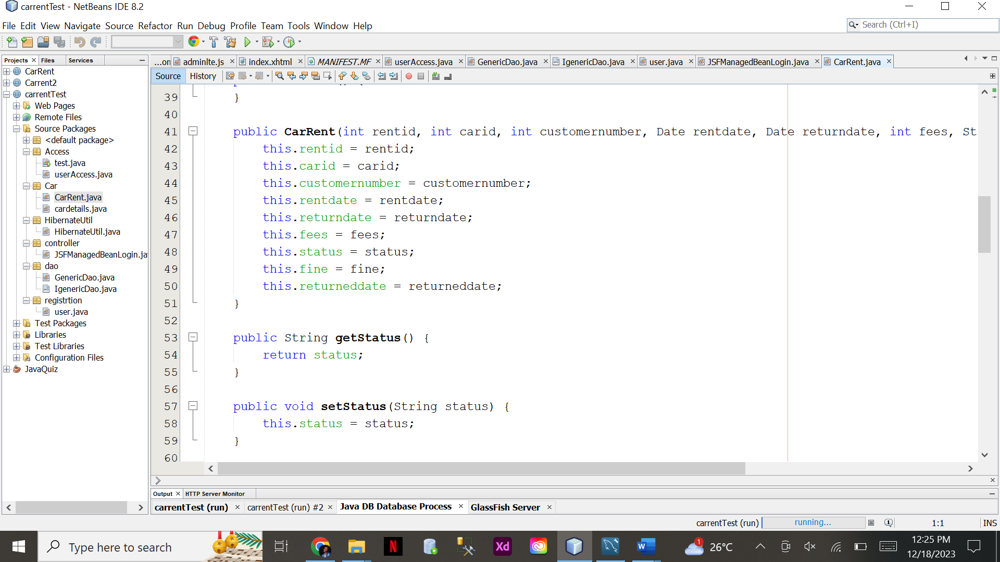 carrentTest - NetBeans IDE 8.2
File Edit View Navigate Source Refactor Run Debug Profile Team Tools Window Help
Search (Ctrl+I)
Projects Files Services
...on adminlte.js index.xhtml MANIFEST.MF userAccess.java GenericDao.java IgenericDao.java user.java JSFManagedBeanLogin.java CarRent.java
Source History
CarRent
Carrent2
carrentTest
Web Pages
Remote Files
Source Packages
<default package>
Access
test.java
userAccess.java
Car
CarRent.java
cardetails.java
HibernateUtil
HibernateUtil.java
controller
JSFManagedBeanLogin.ja
dao
GenericDao.java
IgenericDao.java
registrtion
user.java
Test Packages
Libraries
Test Libraries
Configuration Files
JavaQuiz
39 }
40
41 public CarRent(int rentid, int carid, int customernumber, Date rentdate, Date returndate, int fees, St
42 this.rentid = rentid;
43 this.carid = carid;
44 this.customernumber = customernumber;
45 this.rentdate = rentdate;
46 this.returndate = returndate;
47 this.fees = fees;
48 this.status = status;
49 this.fine = fine;
50 this.returneddate = returneddate;
51 }
52
53 public String getStatus() {
54 return status;
55 }
56
57 public void setStatus(String status) {
58 this.status = status;
59 }
60
Output HTTP Server Monitor
carrentTest (run) carrentTest (run) #2 Java DB Database Process GlassFish Server
carrentTest (run) running... 1 1:1 INS
Type here to search
N
Xd
W
1
26°C
12:25 PM
12/18/2023